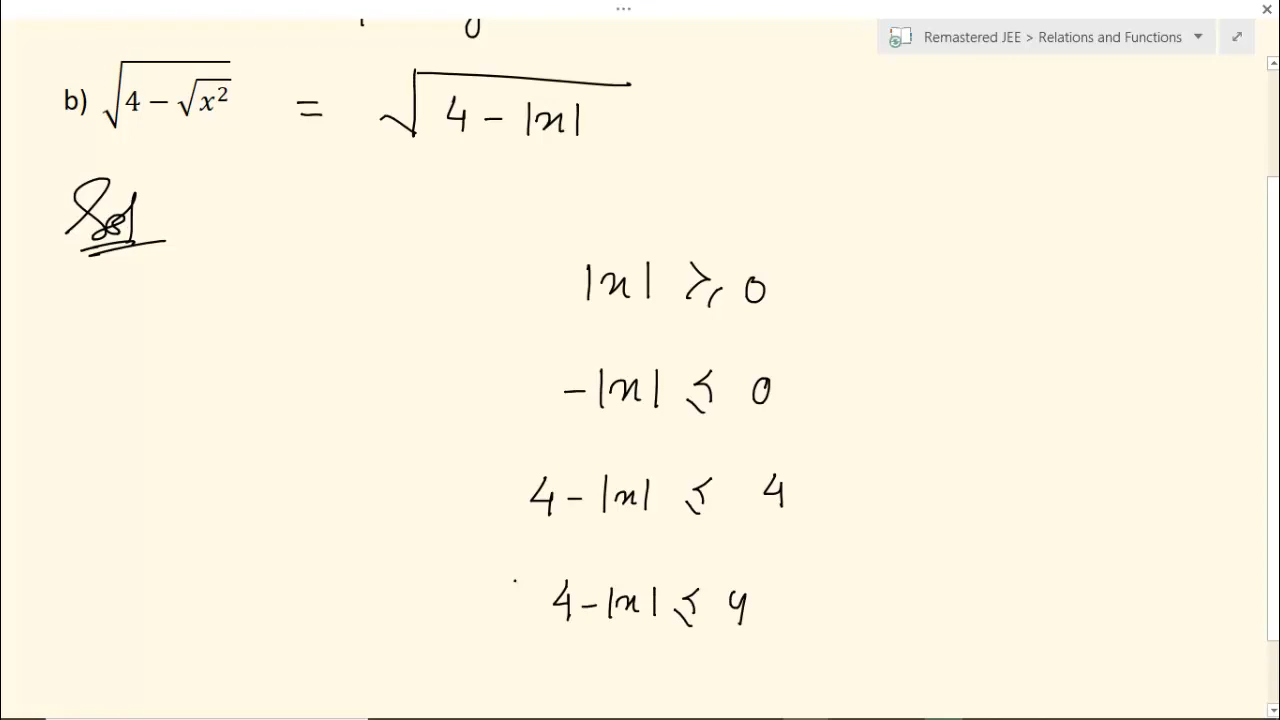 Remastered JEE > Relations and Functions
b) √(4 − √x²) = √(4 - |x|)
Sol
|x| ⩾ 0
-|x| ⩽ 0
4 - |x| ⩽ 4
4 - |x| ⩽ 4